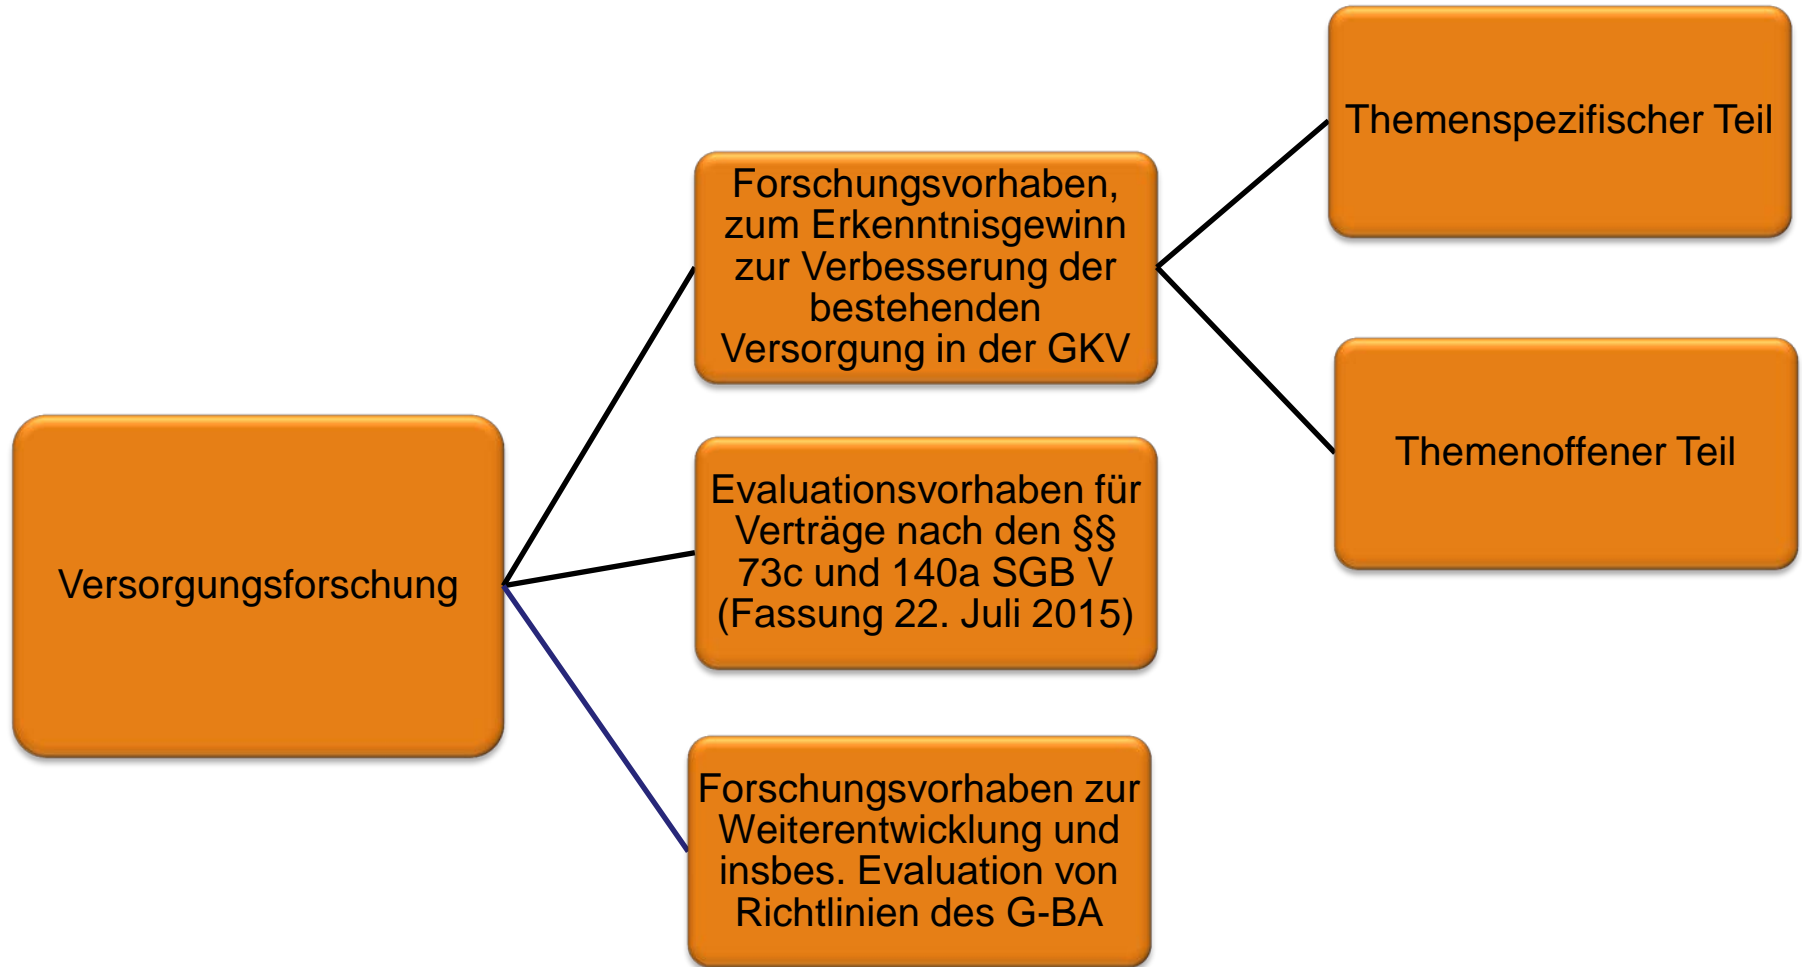 Versorgungsforschung
Forschungsvorhaben,
zum Erkenntnisgewinn
zur Verbesserung der
bestehenden
Versorgung in der GKV
Themenspezifischer Teil
Themenoffener Teil
Evaluationsvorhaben für
Verträge nach den §§
73c und 140a SGB V
(Fassung 22. Juli 2015)
Forschungsvorhaben zur
Weiterentwicklung und
insbes. Evaluation von
Richtlinien des G-BA